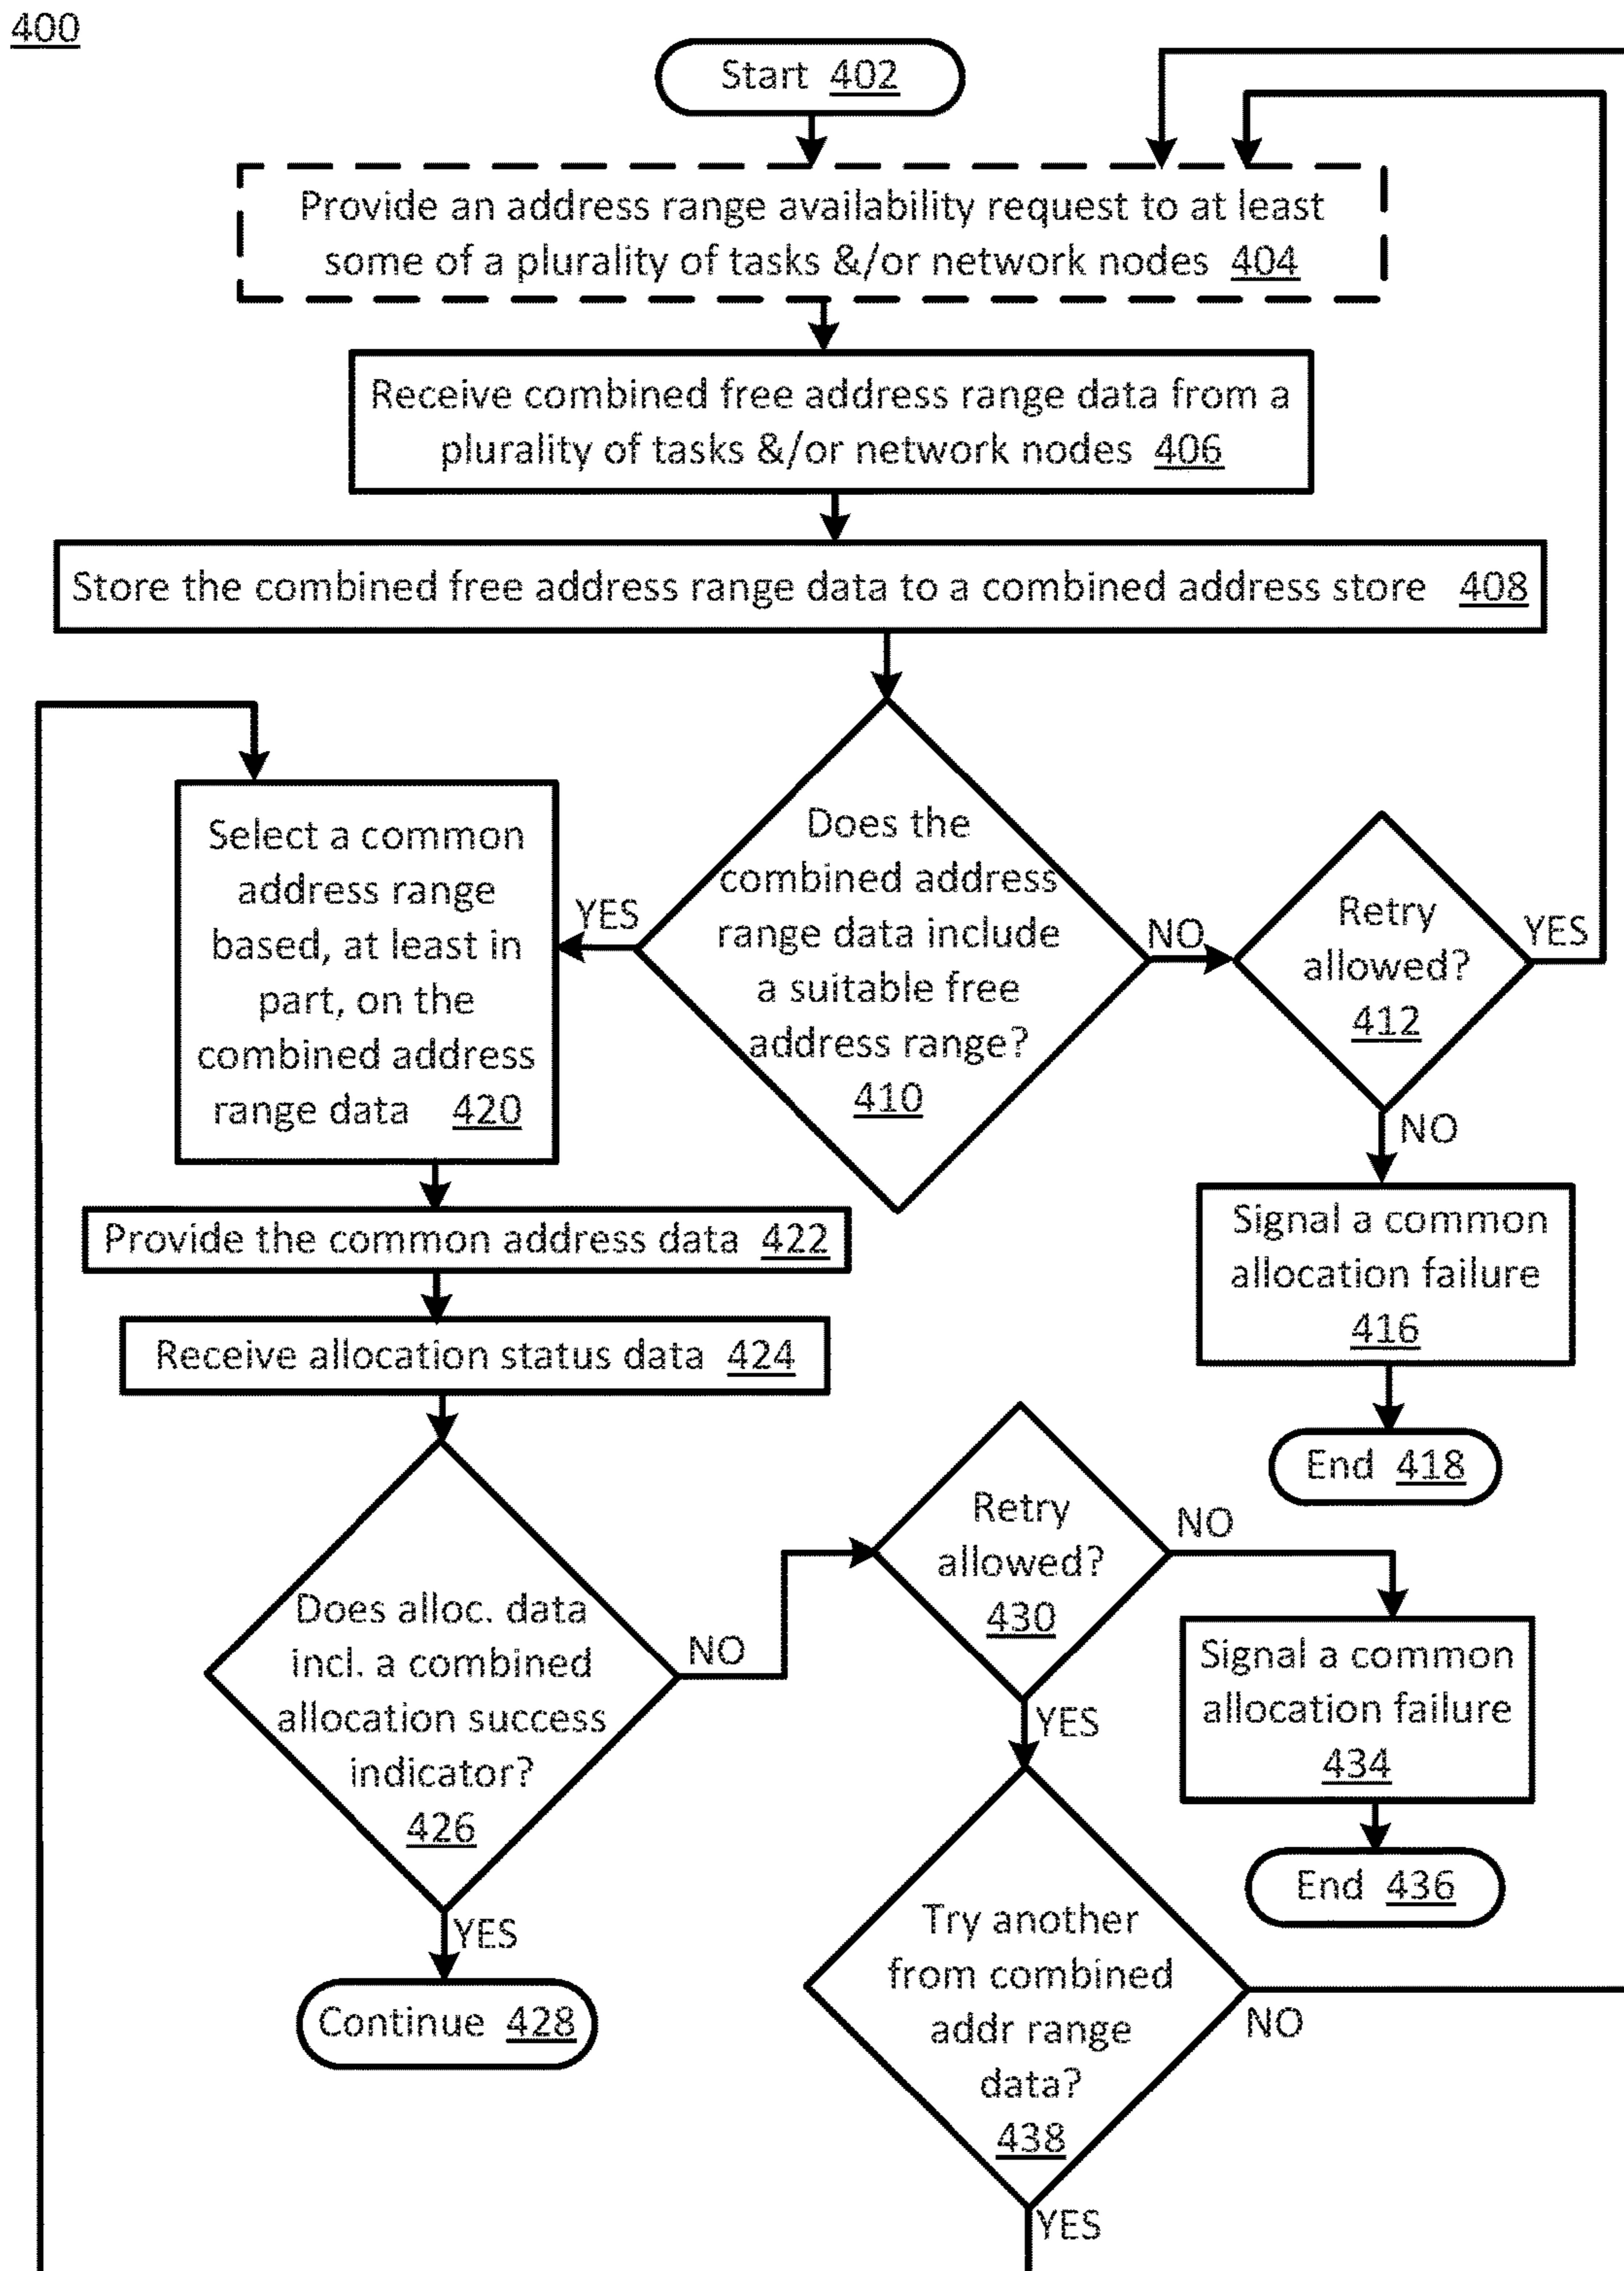 400
Start 402
Provide an address range availability request to at least
some of a plurality of tasks &/or network nodes 404
Receive combined free address range data from a
plurality of tasks &/or network nodes 406
Store the combined free address range data to a combined address store 408
Does the
combined address
range data include
a suitable free
address range?
410
YES
NO
Retry
allowed?
412
YES
NO
Signal a common
allocation failure
416
End 418
Select a common
address range
based, at least in
part, on the
combined address
range data 420
Provide the common address data 422
Receive allocation status data 424
Does alloc. data
incl. a combined
allocation success
indicator?
426
YES
Continue 428
NO
Retry
allowed?
430
NO
Signal a common
allocation failure
434
End 436
YES
Try another
from combined
addr range
data?
438
NO
YES